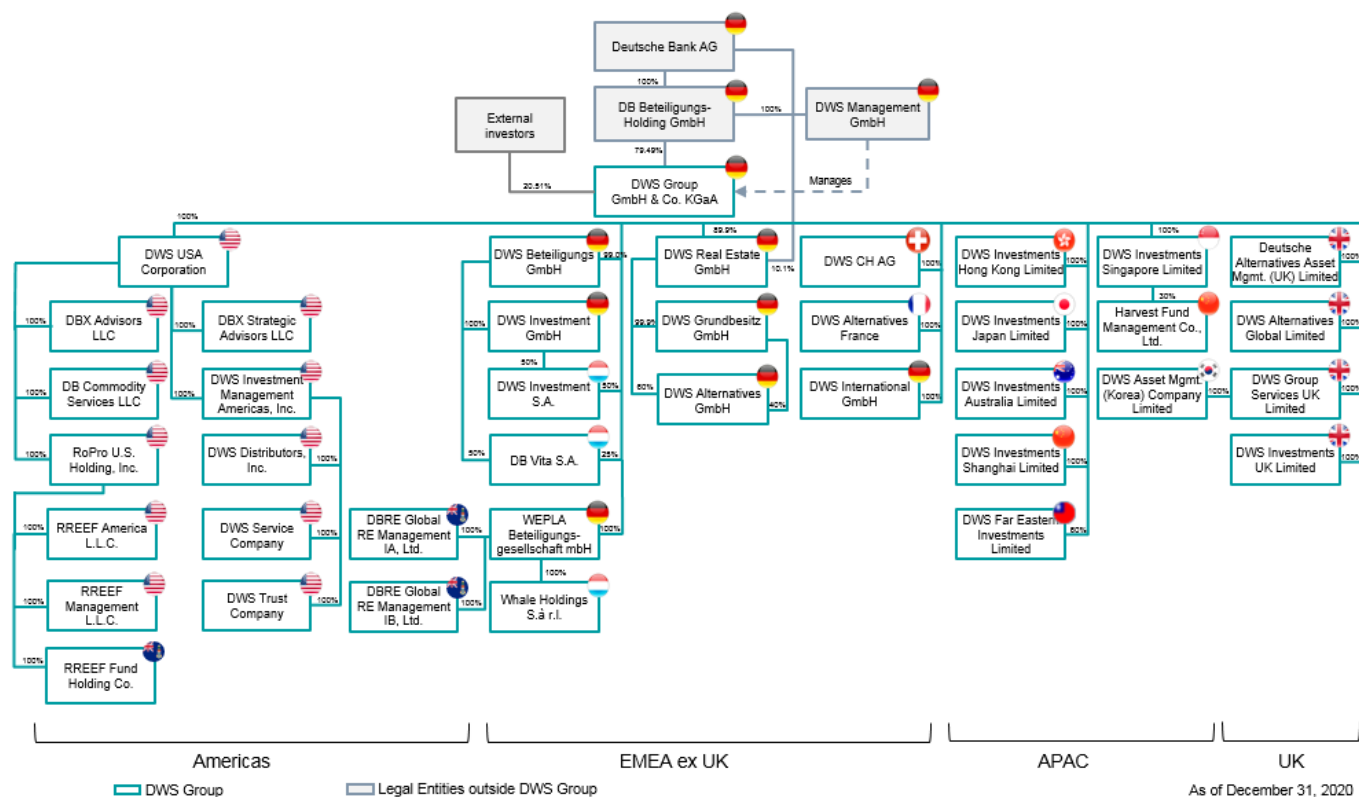 Deutsche Bank AG
100%
DB Beteiligungs-
Holding GmbH
100%
DWS Management
GmbH
External
investors
79.49%
20.51%
DWS Group
GmbH & Co. KGaA
Manages
100%
89.9%
100%
DWS USA
Corporation
DWS Beteiligungs
GmbH
99.0%
DWS Real Estate
GmbH
10.1%
DWS CH AG
100%
DWS Investments
Hong Kong Limited
100%
DWS Investments
Singapore Limited
Deutsche
Alternatives Asset
Mgmt. (UK) Limited
100%
30%
100%
DBX Advisors
LLC
100%
DBX Strategic
Advisors LLC
100%
DWS Investment
GmbH
99.9%
DWS Grundbesitz
GmbH
DWS Alternatives
France
100%
DWS Investments
Japan Limited
100%
Harvest Fund
Management Co.,
Ltd.
DWS Alternatives
Global Limited
100%
50%
100%
DB Commodity
Services LLC
100%
DWS Investment
Management
Americas, Inc.
DWS Investment
S.A.
50%
60%
DWS Alternatives
GmbH
40%
DWS International
GmbH
100%
DWS Investments
Australia Limited
100%
DWS Asset Mgmt.
(Korea) Company
Limited
100%
DWS Group
Services UK
Limited
100%
100%
RoPro U.S.
Holding, Inc.
DWS Distributors,
Inc.
100%
50%
DB Vita S.A.
25%
DWS Investments
Shanghai Limited
100%
DWS Investments
UK Limited
100%
100%
RREEF America
L.L.C.
DWS Service
Company
100%
DBRE Global
RE Management
IA, Ltd.
100%
WEPLA
Beteiligungs-
gesellschaft mbH
100%
DWS Far Eastern
Investments
Limited
60%
100%
100%
RREEF
Management
L.L.C.
DWS Trust
Company
100%
DBRE Global
RE Management
IB, Ltd.
100%
Whale Holdings
S.à r.l.
100%
RREEF Fund
Holding Co.
Americas
EMEA ex UK
APAC
UK
DWS Group
Legal Entities outside DWS Group
As of December 31, 2020